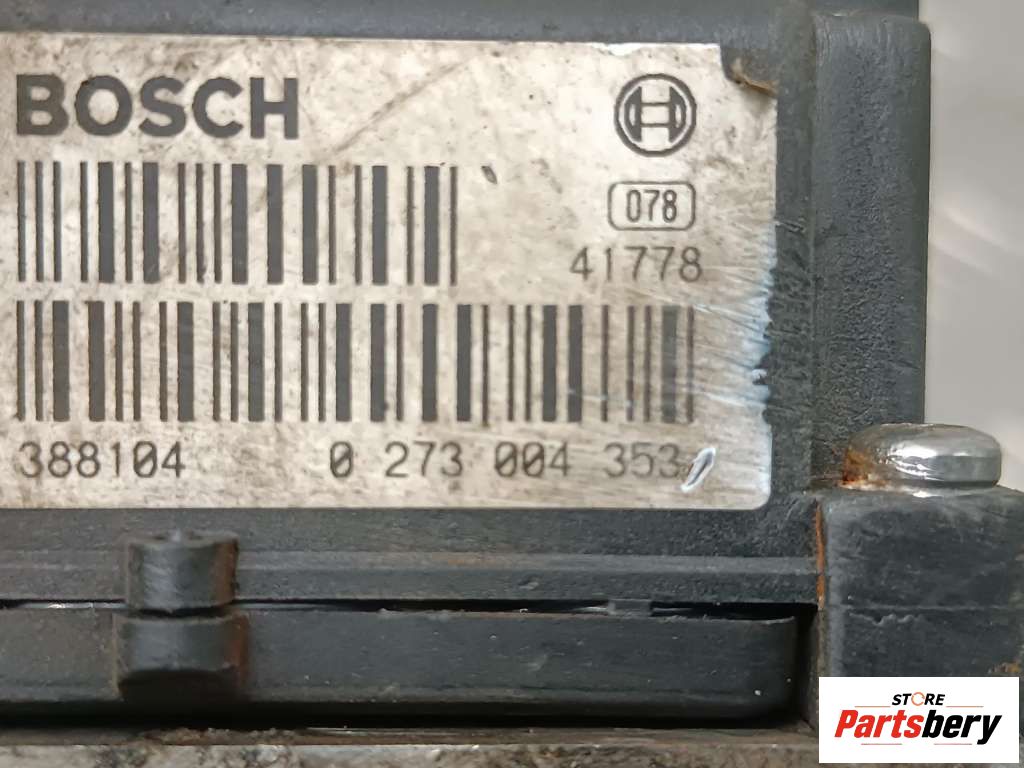 BOSCH
078
41778
388104 0 273 004 353
STORE
Partsbery